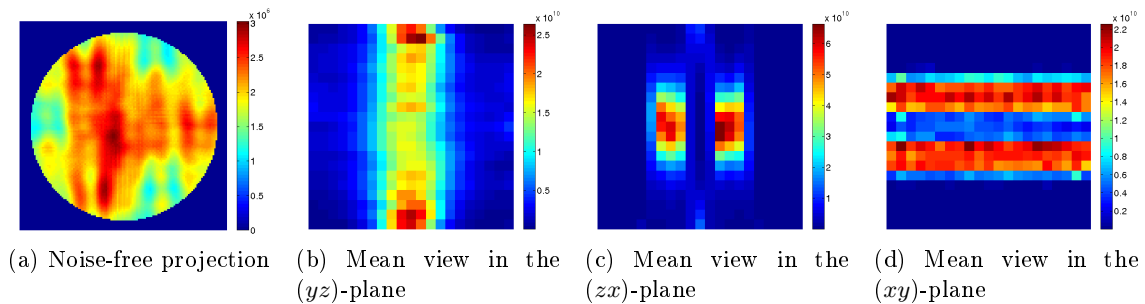 x 10^6
3
2.5
2
1.5
1
0.5
0
(a) Noise-free projection
x 10^10
2.5
2
1.5
1
0.5
(b) Mean view in the
(yz)-plane
x 10^10
6
5
4
3
2
1
(c) Mean view in the
(zx)-plane
x 10^10
2.2
2
1.8
1.6
1.4
1.2
1
0.8
0.6
0.4
0.2
(d) Mean view in the
(xy)-plane